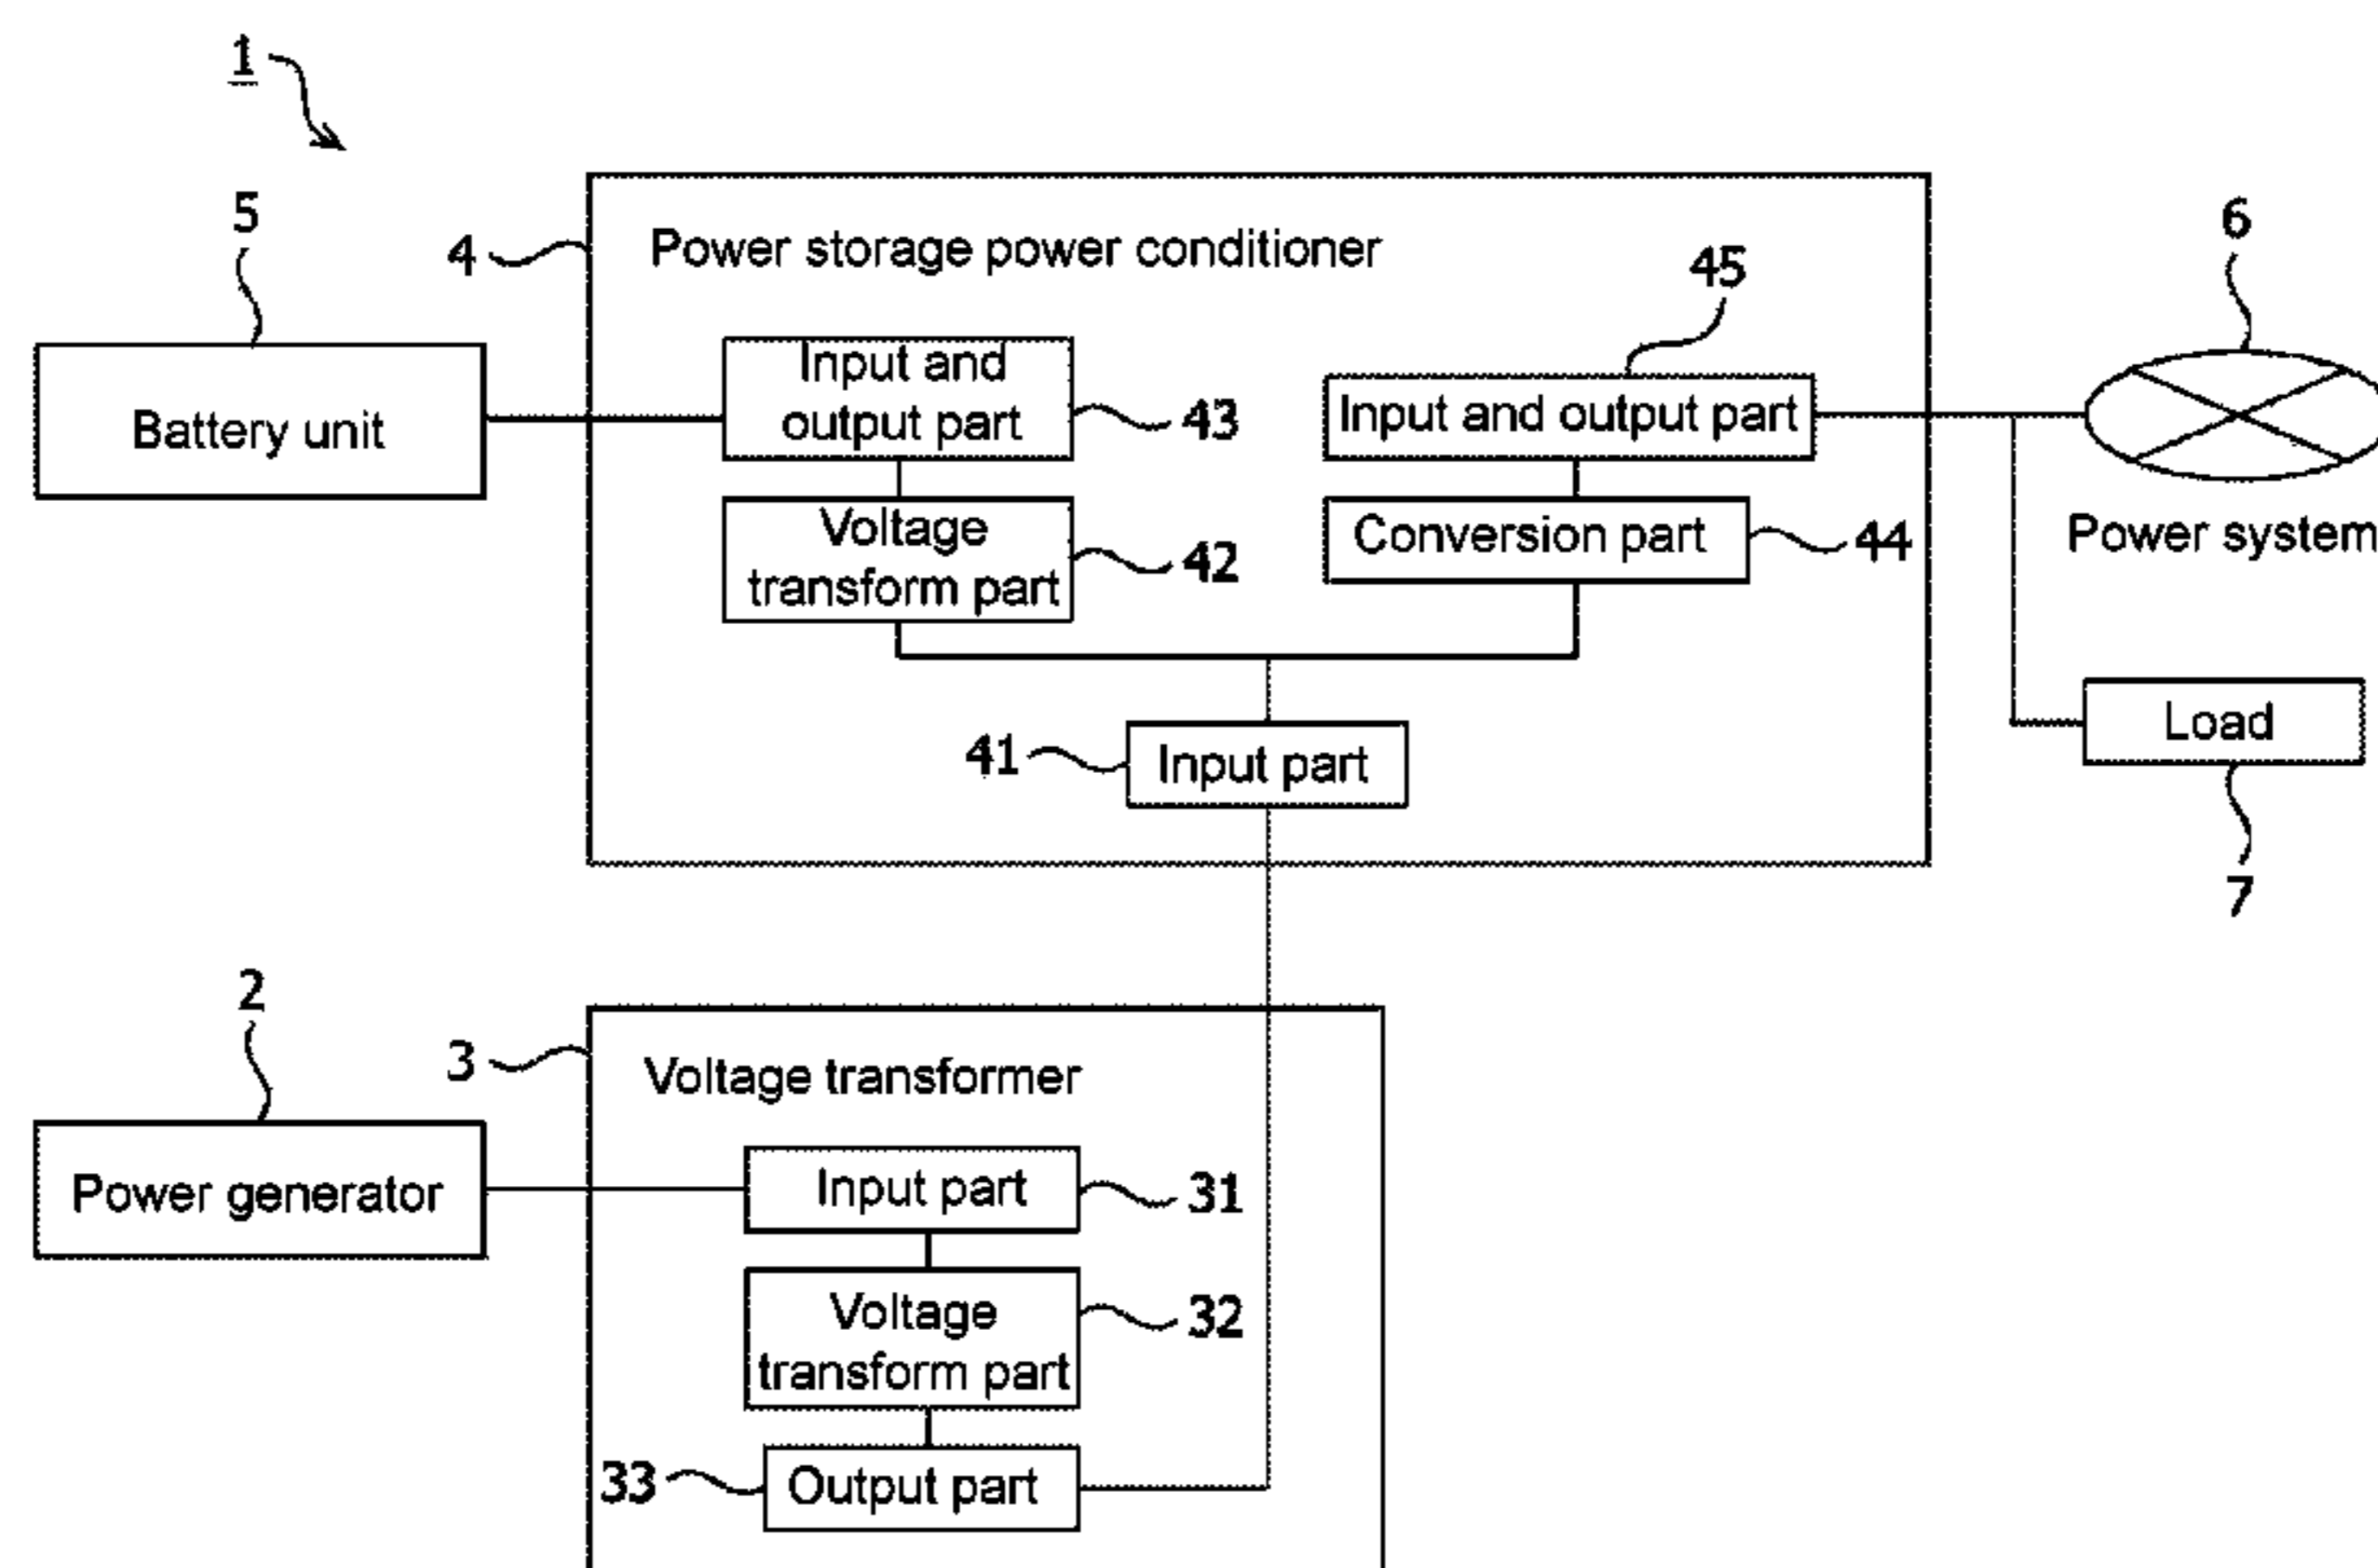 1
5
4
Power storage power conditioner
45
6
Battery unit
Input and
output part
43
Input and output part
Voltage
transform part
42
Conversion part
44
Power system
41
Input part
Load
7
2
3
Voltage transformer
Power generator
Input part
31
Voltage
transform part
32
33
Output part